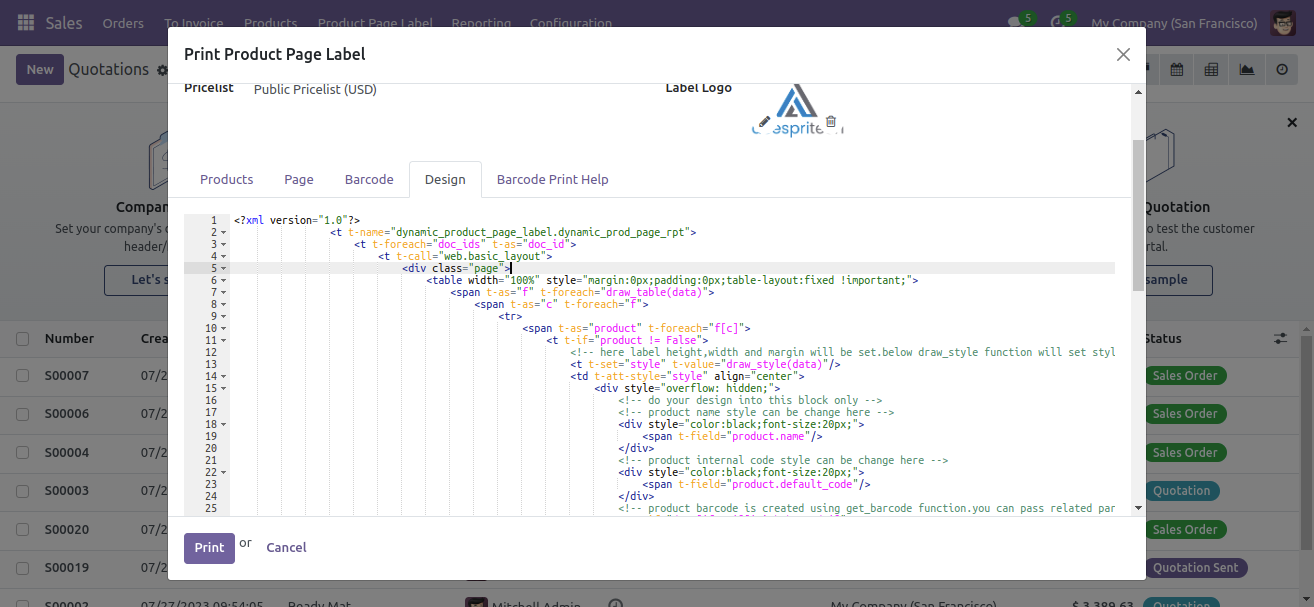 Sales Orders To Invoice Products Product Page Label Reporting Configuration 5 5 My Company (San Francisco)
Print Product Page Label
New Quotations
Pricelist Public Pricelist (USD) Label Logo
Products Page Barcode Design Barcode Print Help
1 <?xml version="1.0"?>
2 <t t-name="dynamic_product_page_label.dynamic_prod_page_rpt">
3 <t t-foreach="doc_ids" t-as="doc_id">
4 <t t-call="web.basic_layout">
5 <div class="page">
6 <table width="100%" style="margin:0px;padding:0px;table-layout:fixed !important;">
7 <span t-as="f" t-foreach="draw_table(data)">
8 <span t-as="c" t-foreach="f">
9 <tr>
10 <span t-as="product" t-foreach="f[c]">
11 <t t-if="product != False">
12 <!-- here label height,width and margin will be set.below draw_style function will set styl
13 <t t-set="style" t-value="draw_style(data)"/>
14 <td t-att-style="style" align="center">
15 <div style="overflow: hidden;">
16 <!-- do your design into this block only -->
17 <!-- product name style can be change here -->
18 <div style="color:black;font-size:20px;">
19 <span t-field="product.name"/>
20 </div>
21 <!-- product internal code style can be change here -->
22 <div style="color:black;font-size:20px;">
23 <span t-field="product.default_code"/>
24 </div>
25 <!-- product barcode is created using get_barcode function.you can pass related par
Print or Cancel
Compan
Set your company's
header/
Let's s
Quotation
o test the customer
rtal.
sample
Number Crea Status
S00007 07/2 Sales Order
S00006 07/2 Sales Order
S00004 07/2 Sales Order
S00003 07/2 Quotation
S00020 07/2 Sales Order
S00019 07/2 Quotation Sent
S00002 07/27/2023 09:54:05 Ready Mat Mitchell Admin My Company (San Francisco) $ 3,389.63 Quotation